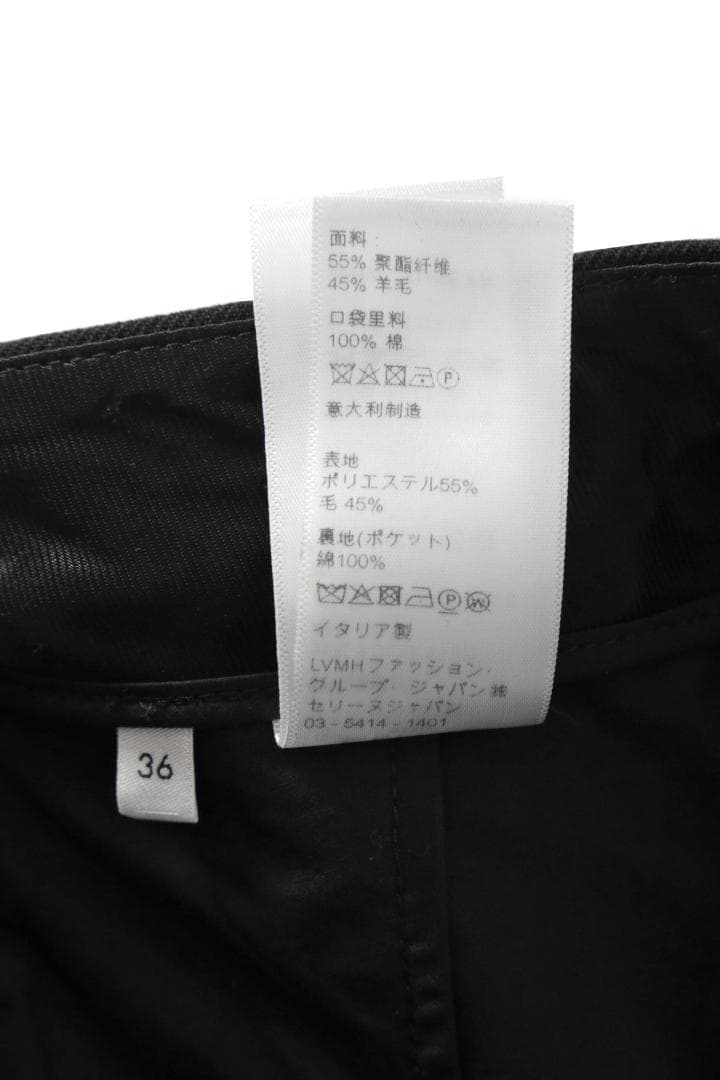 面料 :
55% 聚酯纤维
45% 羊毛
口袋里料
100% 棉
P
意大利制造
表地
ポリエステル55%
毛 45%
裏地(ポケット)
綿100%
P W
イタリア製
LVMHファッション·
グループ· ジャパン㈱
セリーヌジャパン
03 - 5414 - 1401
36